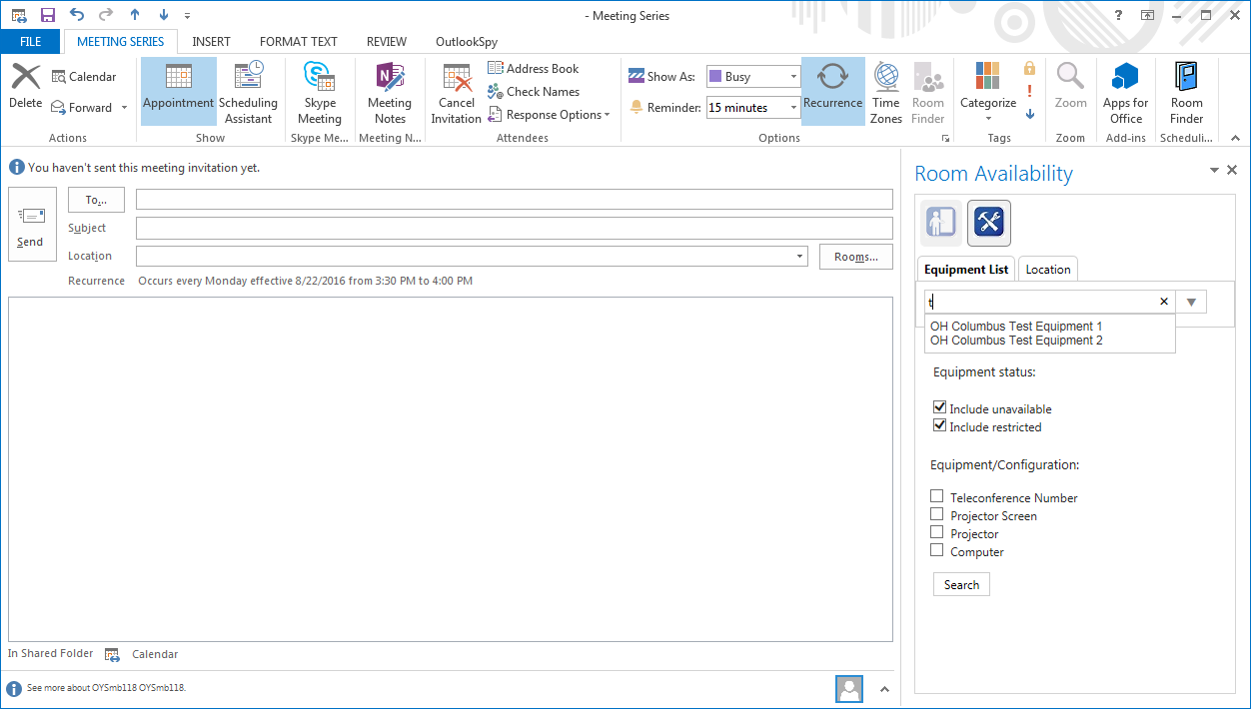 - Meeting Series
?
FILE
MEETING SERIES
INSERT
FORMAT TEXT
REVIEW
OutlookSpy
Delete
Calendar
Forward
Actions
Appointment
Scheduling
Assistant
Show
Skype
Meeting
Skype Me...
Meeting
Notes
Meeting N...
Cancel
Invitation
Address Book
Check Names
Response Options
Attendees
Show As:
Busy
Reminder:
15 minutes
Recurrence
Time
Zones
Room
Finder
Options
Categorize
Tags
Zoom
Zoom
Apps for
Office
Add-ins
Room
Finder
Scheduli...
You haven't sent this meeting invitation yet.
Send
To...
Subject
Location
Rooms...
Recurrence
Occurs every Monday effective 8/22/2016 from 3:30 PM to 4:00 PM
In Shared Folder
Calendar
See more about OYSmb118 OYSmb118.
Room Availability
Equipment List
Location
t
OH Columbus Test Equipment 1
OH Columbus Test Equipment 2
Equipment status:
Include unavailable
Include restricted
Equipment/Configuration:
Teleconference Number
Projector Screen
Projector
Computer
Search